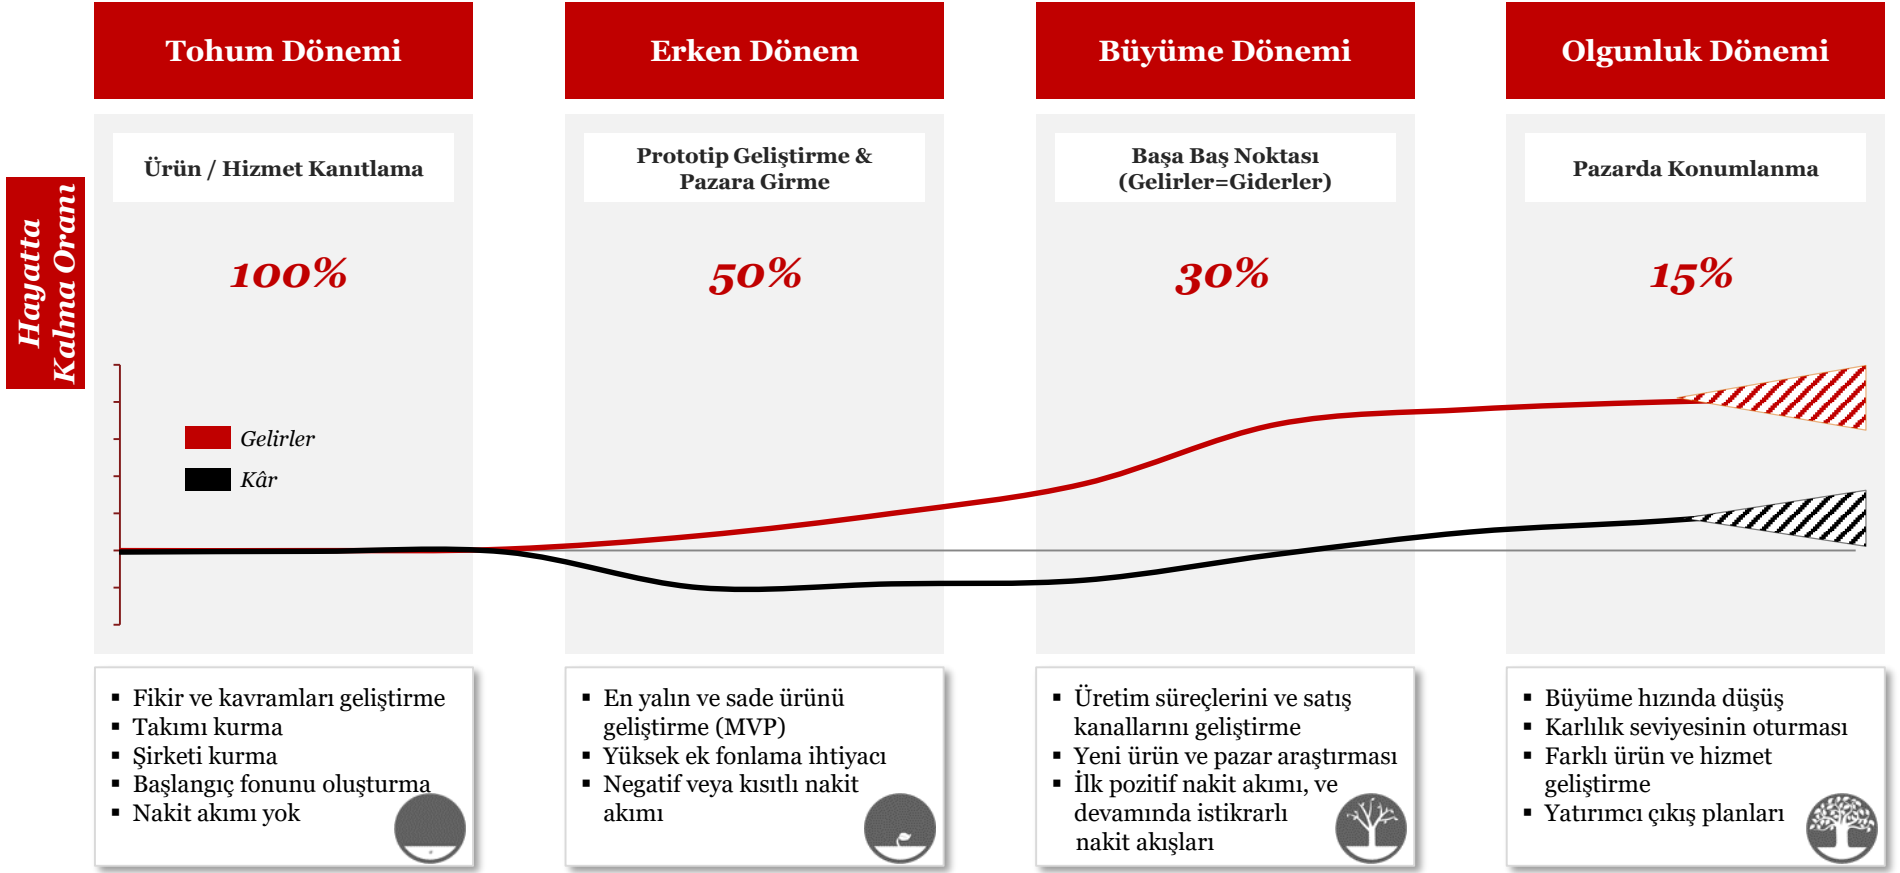 Tohum Dönemi
Erken Dönem
Büyüme Dönemi
Olgunluk Dönemi
Ürün / Hizmet Kanıtlama
Prototip Geliştirme &
Pazara Girme
Başa Baş Noktası
(Gelirler=Giderler)
Pazarda Konumlanma
Hayatta
Kalma Oranı
100%
50%
30%
15%
Gelirler
Kâr
▪ Fikir ve kavramları geliştirme
▪ Takımı kurma
▪ Şirketi kurma
▪ Başlangıç fonunu oluşturma
▪ Nakit akımı yok
▪ En yalın ve sade ürünü
geliştirme (MVP)
▪ Yüksek ek fonlama ihtiyacı
▪ Negatif veya kısıtlı nakit
akımı
▪ Üretim süreçlerini ve satış
kanallarını geliştirme
▪ Yeni ürün ve pazar araştırması
▪ İlk pozitif nakit akımı, ve
devamında istikrarlı
nakit akışları
▪ Büyüme hızında düşüş
▪ Karlılık seviyesinin oturması
▪ Farklı ürün ve hizmet
geliştirme
▪ Yatırımcı çıkış planları